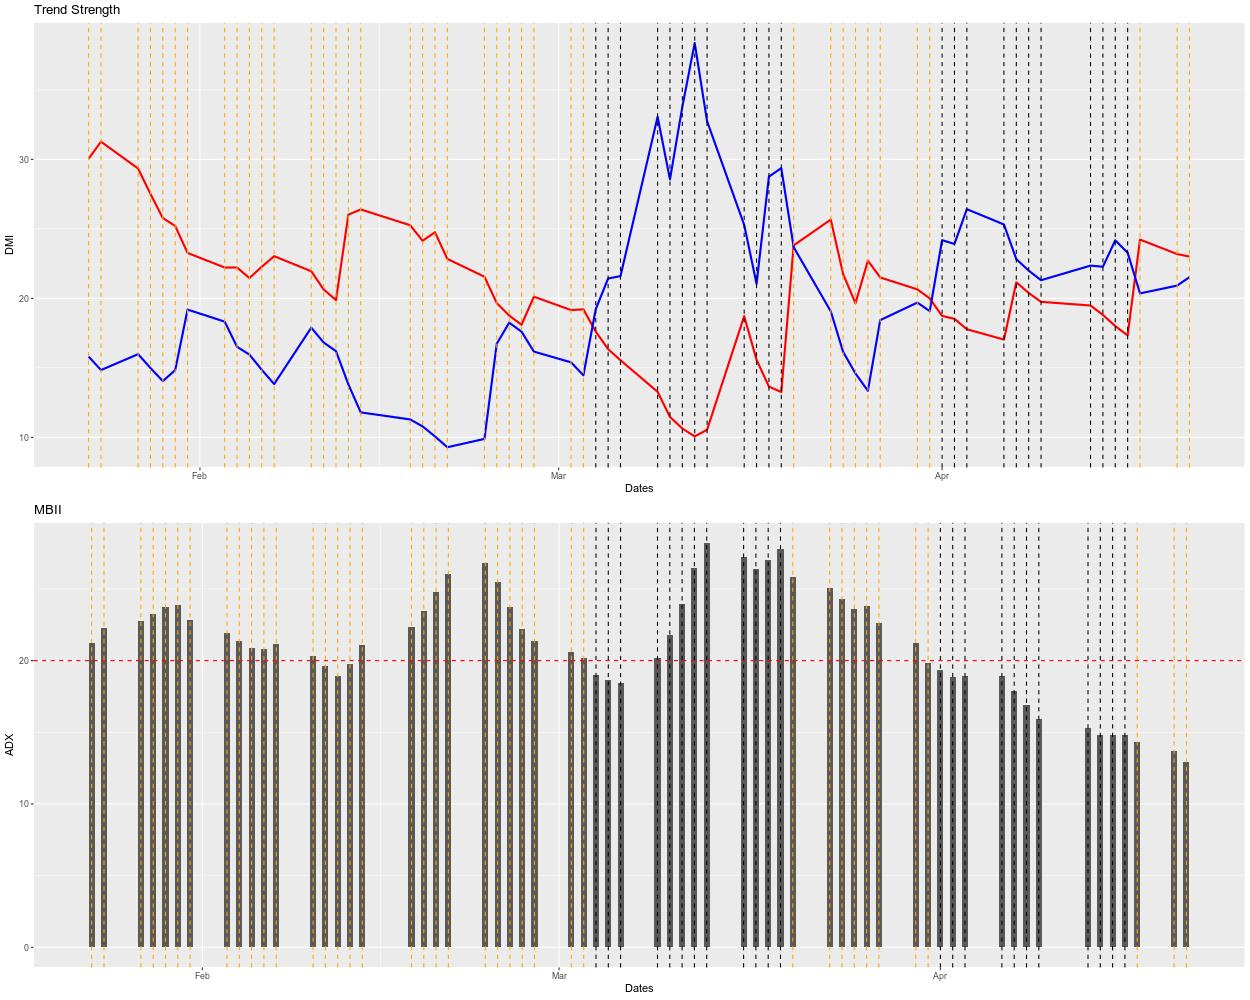 Trend Strength
DMI
30
20
10
Feb
Mar
Apr
Dates
MBII
ADX
20
10
0
Feb
Mar
Apr
Dates